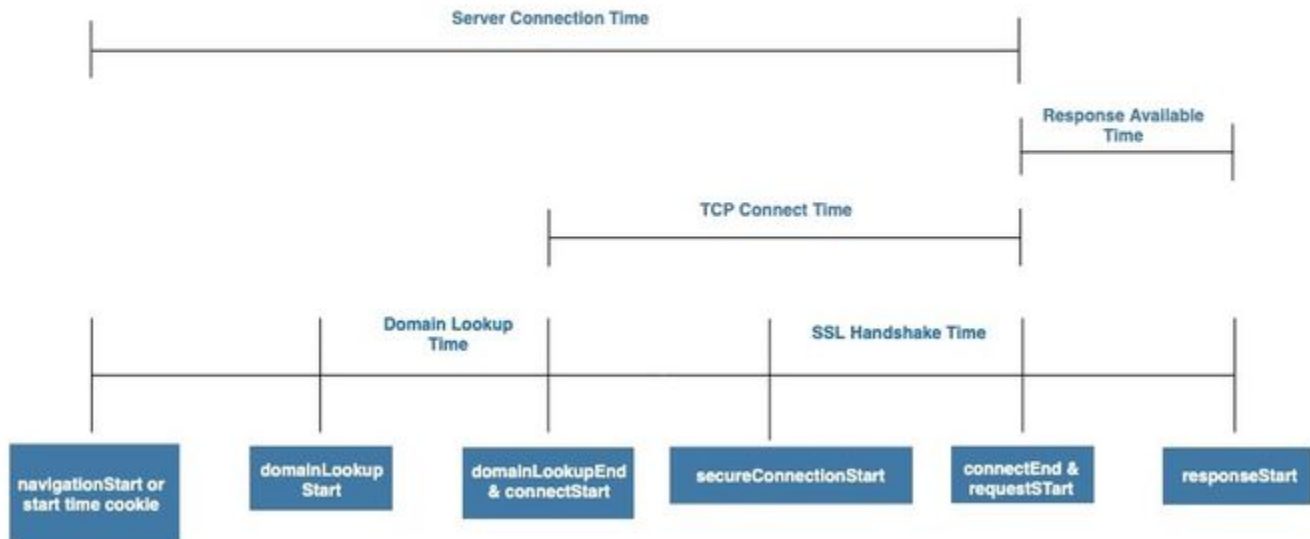 Server Connection Time
Response Available
Time
TCP Connect Time
Domain Lookup
Time
SSL Handshake Time
navigationStart or
start time cookie
domainLookup
Start
domainLookupEnd
& connectStart
secureConnectionStart
connectEnd &
requestSTart
responseStart